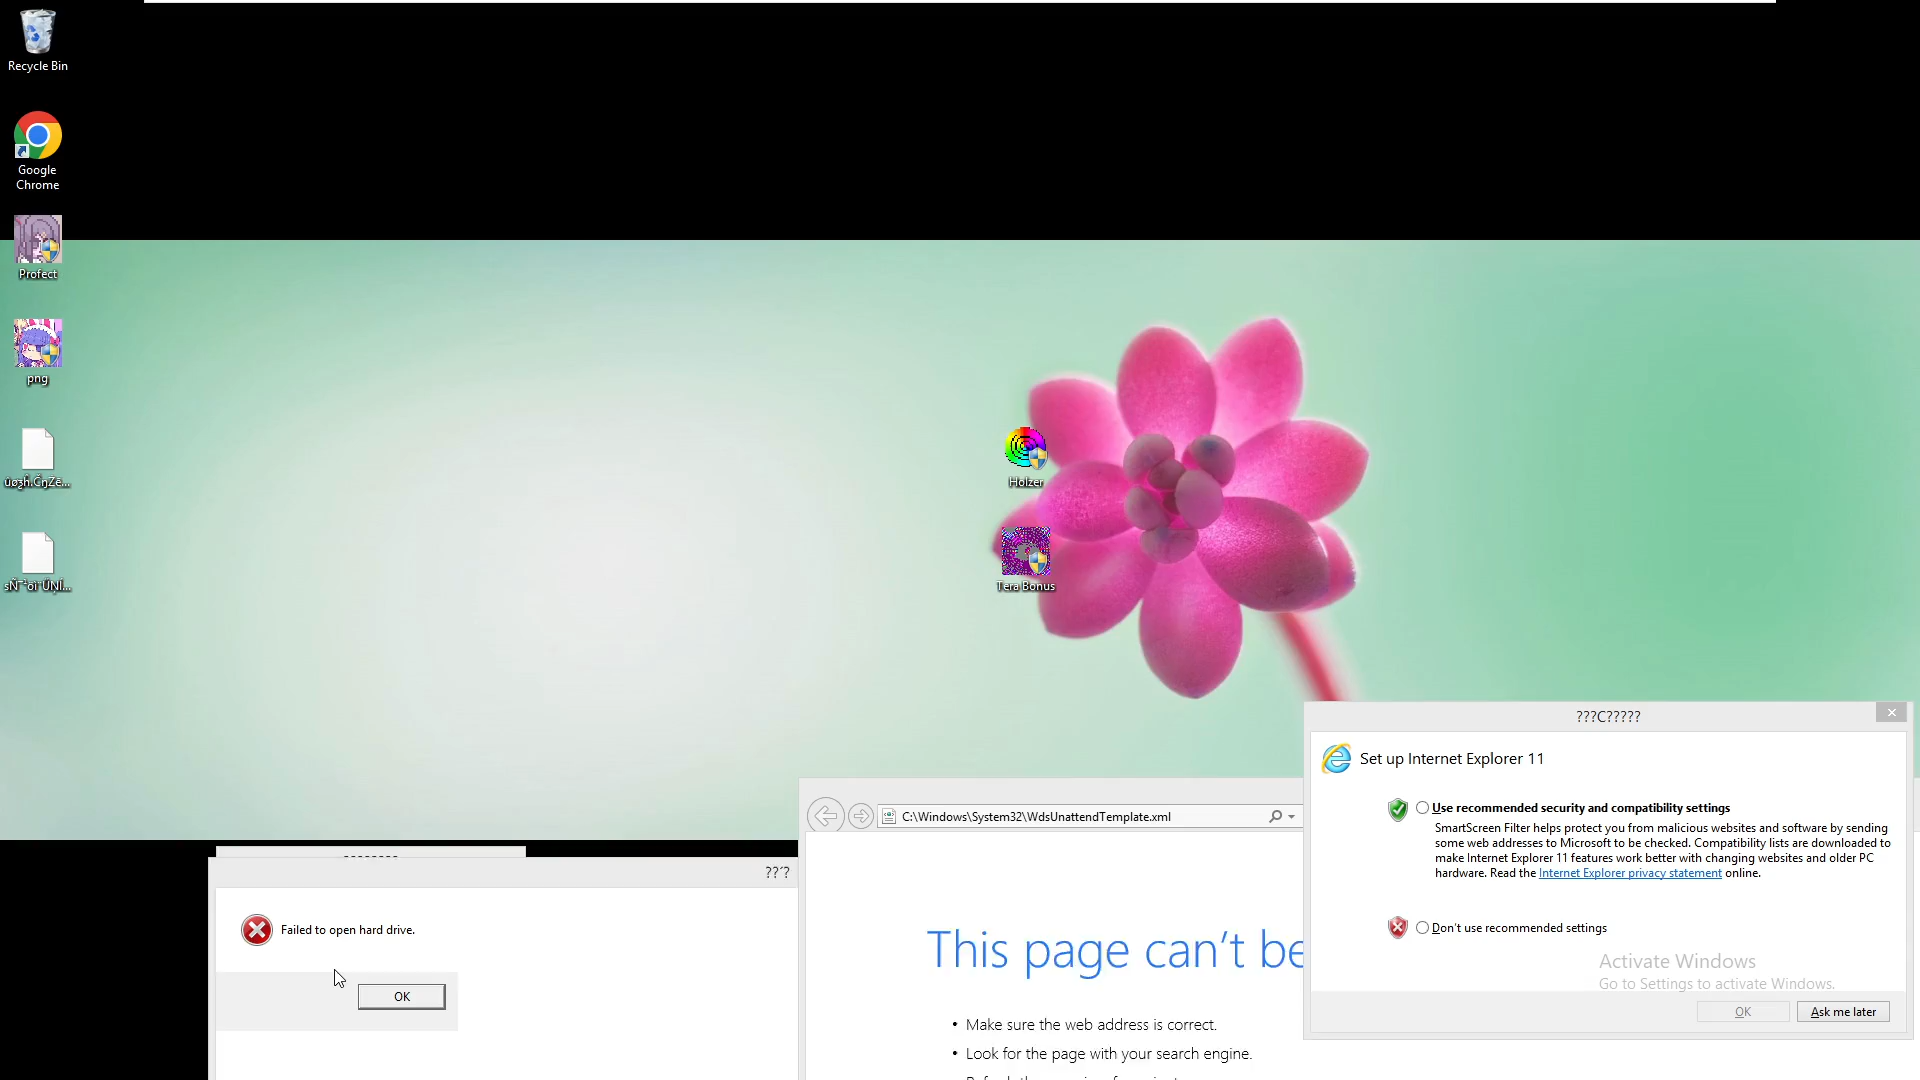 Recycle Bin
Google
Chrome
Profect
png
Holzer
Tera Bonus
???C?????
Set up Internet Explorer 11
Use recommended security and compatibility settings
SmartScreen Filter helps protect you from malicious websites and software by sending
some web addresses to Microsoft to be checked. Compatibility lists are downloaded to
make Internet Explorer 11 features work better with changing websites and older PC
hardware. Read the Internet Explorer privacy statement online.
Don't use recommended settings
Activate Windows
Go to Settings to activate Windows.
OK
Ask me later
C:\Windows\System32\WdsUnattendTemplate.xml
This page can't be
• Make sure the web address is correct.
• Look for the page with your search engine.
??´?
Failed to open hard drive.
OK